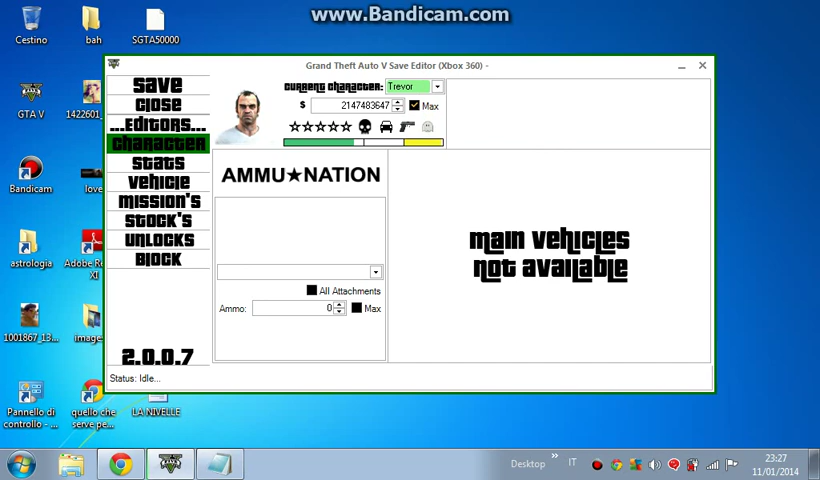 www.Bandicam.com
Cestino
bah
SGTA50000
GTA V
1422601_
Bandicam
love
astrologia
Adobe Re
XI
1001867_13...
image
Pannello di
controllo - ...
quello che
serve pe...
LA NIVELLE
Grand Theft Auto V Save Editor (Xbox 360) -
save
close
...Editors...
character
stats
vehicle
mission's
stock's
unlocks
block
2.0.0.7
Status: Idle...
current character:
Trevor
$
2147483647
Max
AMMU★NATION
All Attachments
Ammo:
0
Max
main vehicles
not available
Desktop
»
IT
23:27
11/01/2014